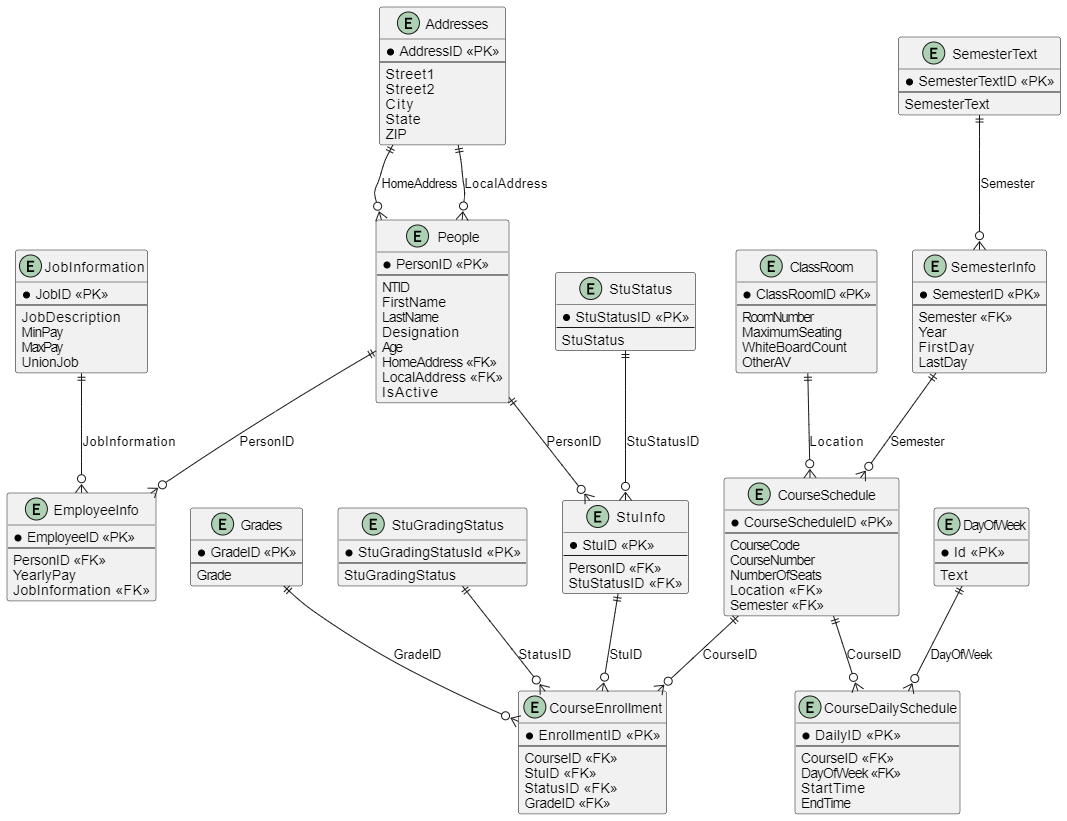 E Addresses
● AddressID «PK»
Street1
Street2
City
State
ZIP
E SemesterText
● SemesterTextID «PK»
SemesterText
HomeAddress
LocalAddress
Semester
E People
● PersonID «PK»
NTID
FirstName
LastName
Designation
Age
HomeAddress «FK»
LocalAddress «FK»
IsActive
E JobInformation
● JobID «PK»
JobDescription
MinPay
MaxPay
UnionJob
E StuStatus
● StuStatusID «PK»
StuStatus
E ClassRoom
● ClassRoomID «PK»
RoomNumber
MaximumSeating
WhiteBoardCount
OtherAV
E SemesterInfo
● SemesterID «PK»
Semester «FK»
Year
FirstDay
LastDay
JobInformation
PersonID
PersonID
StuStatusID
Location
Semester
E EmployeeInfo
● EmployeeID «PK»
PersonID «FK»
YearlyPay
JobInformation «FK»
E Grades
● GradeID «PK»
Grade
E StuGradingStatus
● StuGradingStatusId «PK»
StuGradingStatus
E StuInfo
● StuID «PK»
PersonID «FK»
StuStatusID «FK»
E CourseSchedule
● CourseScheduleID «PK»
CourseCode
CourseNumber
NumberOfSeats
Location «FK»
Semester «FK»
E DayOfWeek
● Id «PK»
Text
GradeID
StatusID
StuID
CourseID
CourseID
DayOfWeek
E CourseEnrollment
● EnrollmentID «PK»
CourseID «FK»
StuID «FK»
StatusID «FK»
GradeID «FK»
E CourseDailySchedule
● DailyID «PK»
CourseID «FK»
DayOfWeek «FK»
StartTime
EndTime